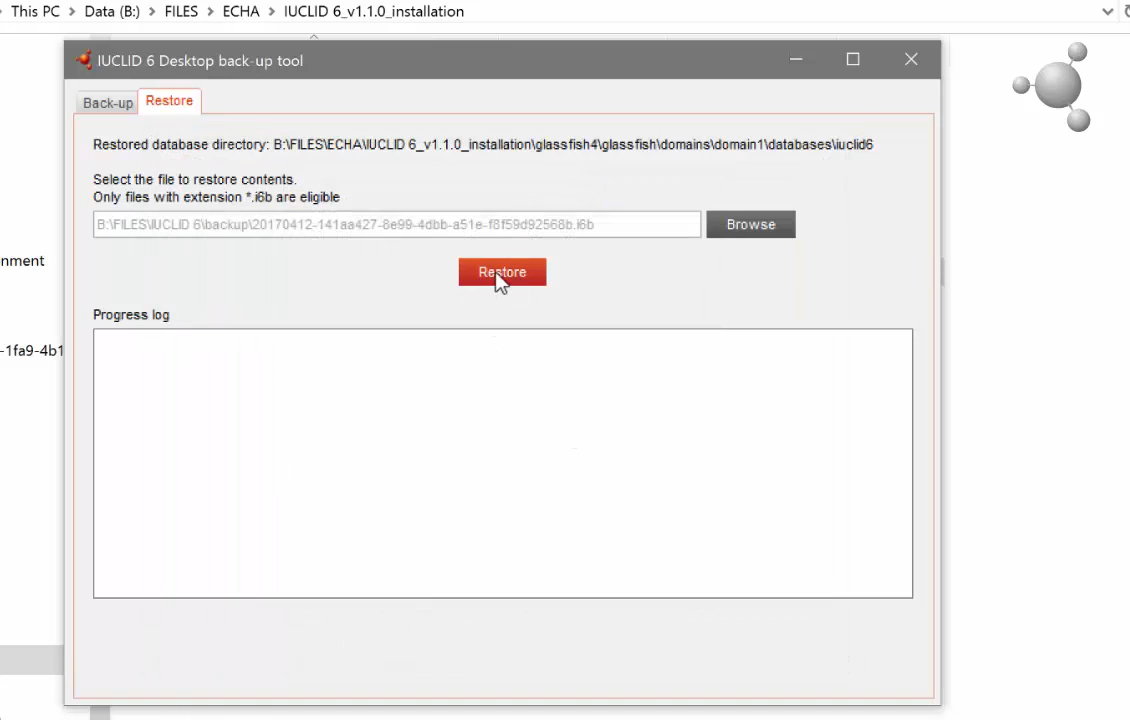 This PC > Data (B:) > FILES > ECHA > IUCLID 6_v1.1.0_installation
IUCLID 6 Desktop back-up tool
Back-up Restore
Restored database directory: B:\FILES\ECHA\IUCLID 6_v1.1.0_installation\glassfish4\glassfish\domains\domain1\databases\iuclid6
Select the file to restore contents.
Only files with extension *.i6b are eligible
B:\FILES\IUCLID 6\backup\20170412-141aa427-8e99-4dbb-a51e-f8f59d92568b.i6b Browse
nment
Restore
Progress log
-1fa9-4b1